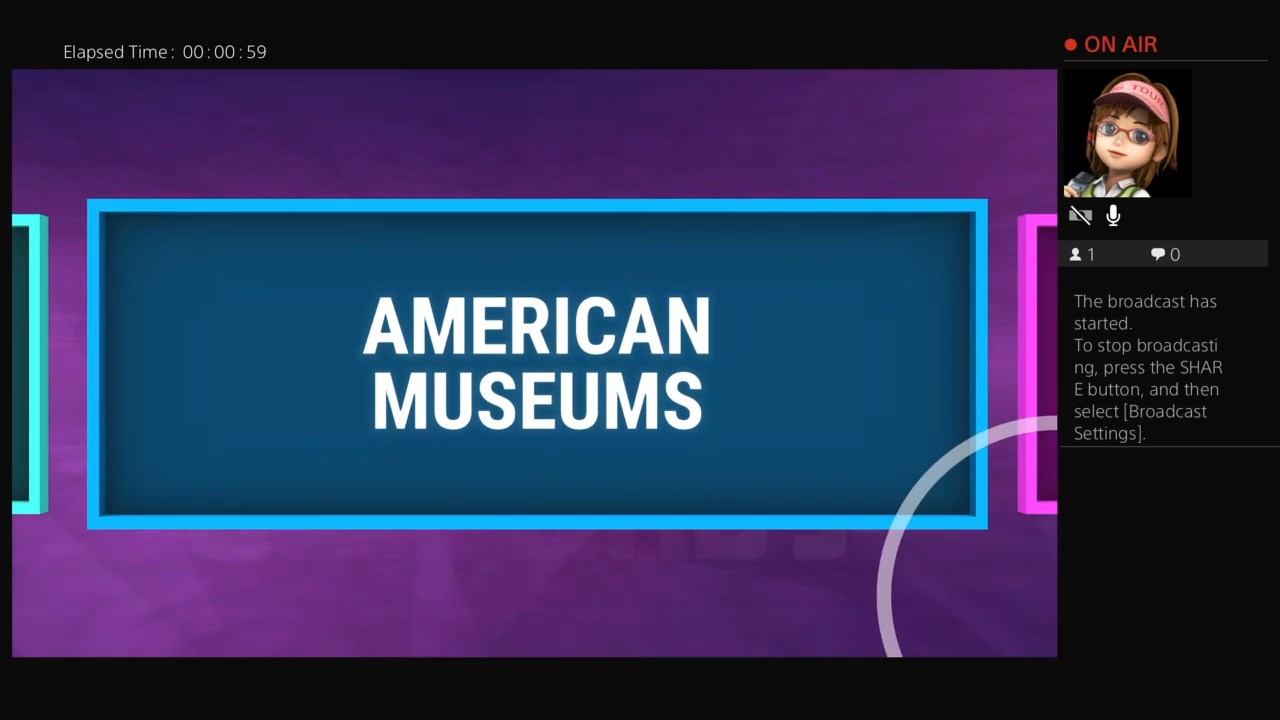 Elapsed Time: 00:00:59
ON AIR
G TOUR
1
0
AMERICAN
MUSEUMS
The broadcast has
started.
To stop broadcasti
ng, press the SHAR
E button, and then
select [Broadcast
Settings].